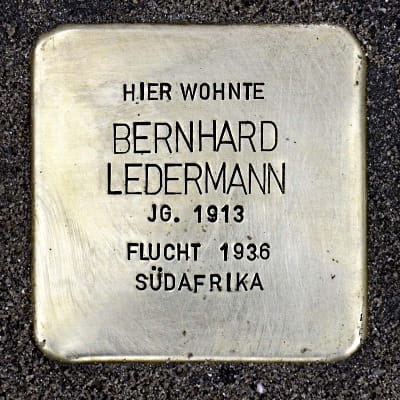 HIER WOHNTE
BERNHARD
LEDERMANN
JG. 1913
FLUCHT 1936
SÜDAFRIKA